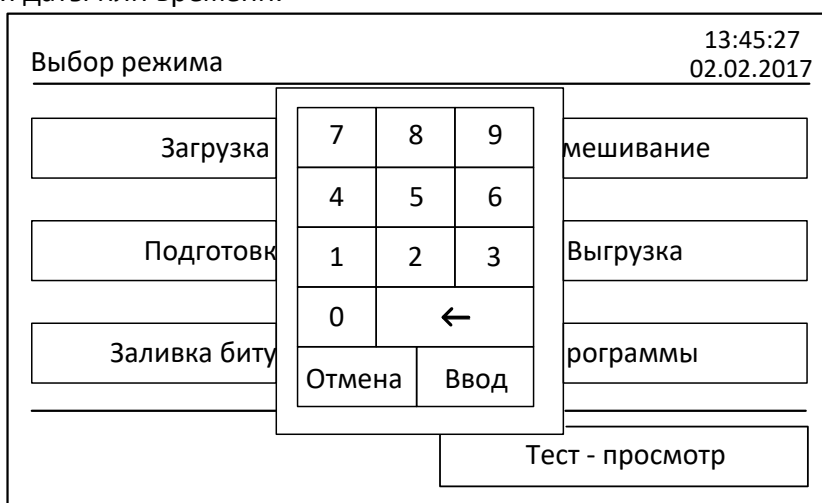 13:45:27
Выбор режима
02.02.2017
Загрузка
7 8 9
мешивание
4 5 6
Подготовк
1 2 3
Выгрузка
0 ←
Заливка биту
рограммы
Отмена Ввод
Тест - просмотр